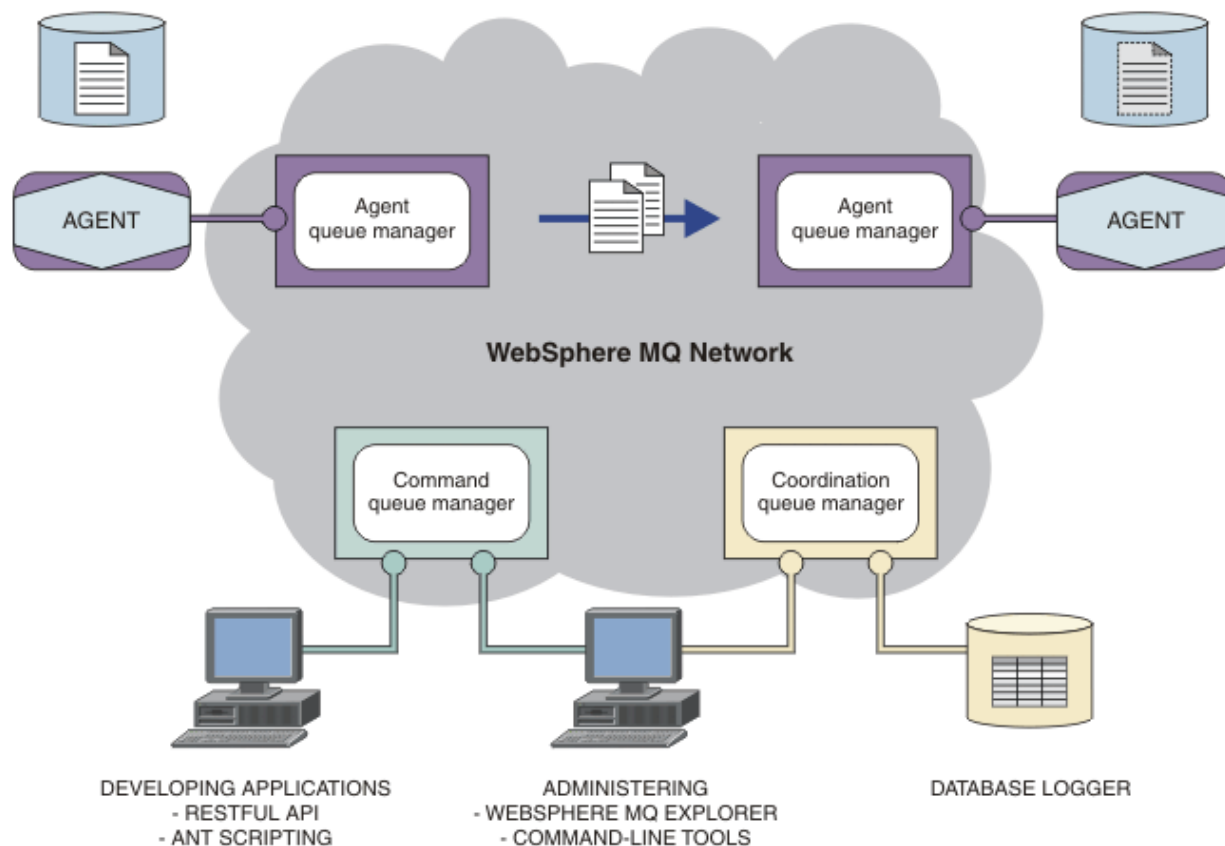 AGENT
Agent
queue manager
Agent
queue manager
AGENT
WebSphere MQ Network
Command
queue manager
Coordination
queue manager
DEVELOPING APPLICATIONS
- RESTFUL API
- ANT SCRIPTING
ADMINISTERING
- WEBSPHERE MQ EXPLORER
- COMMAND-LINE TOOLS
DATABASE LOGGER